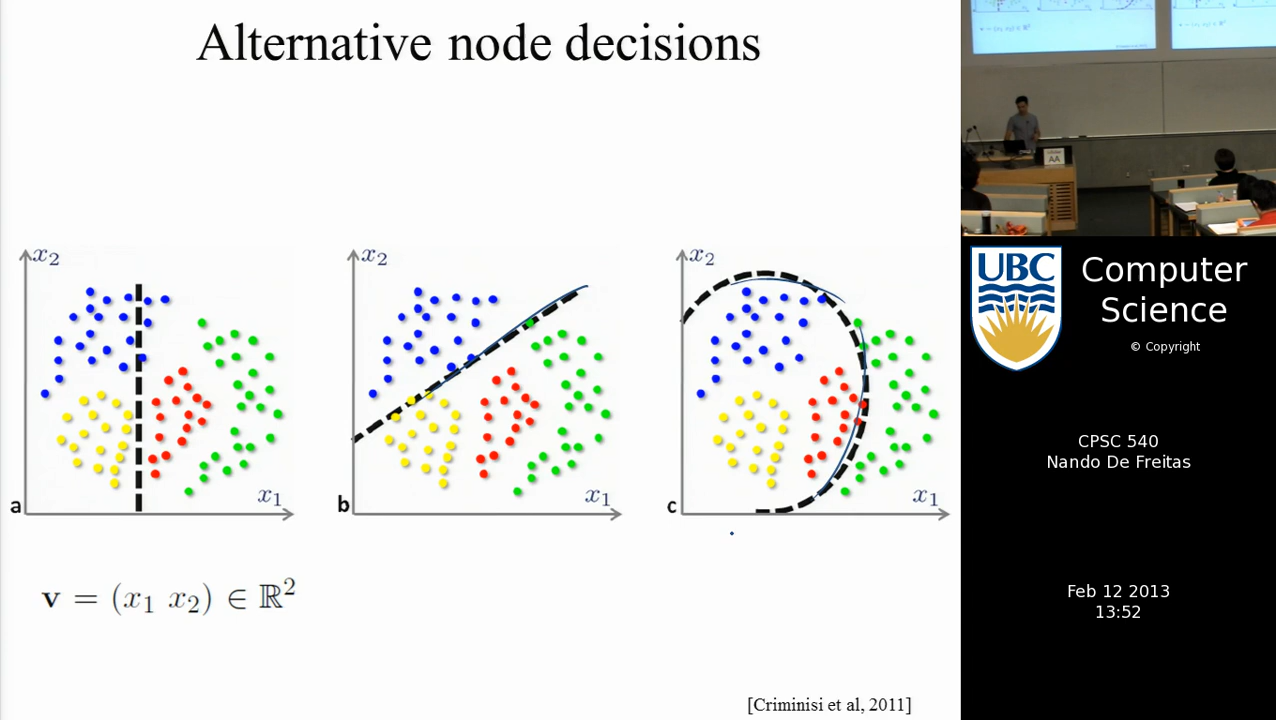 Alternative node decisions
x₂
x₂
x₂
a
x₁
b
x₁
c
x₁
v = (x₁ x₂) ∈ ℝ²
[Criminisi et al, 2011]
AA
UBC
Computer
Science
© Copyright
CPSC 540
Nando De Freitas
Feb 12 2013
13:52